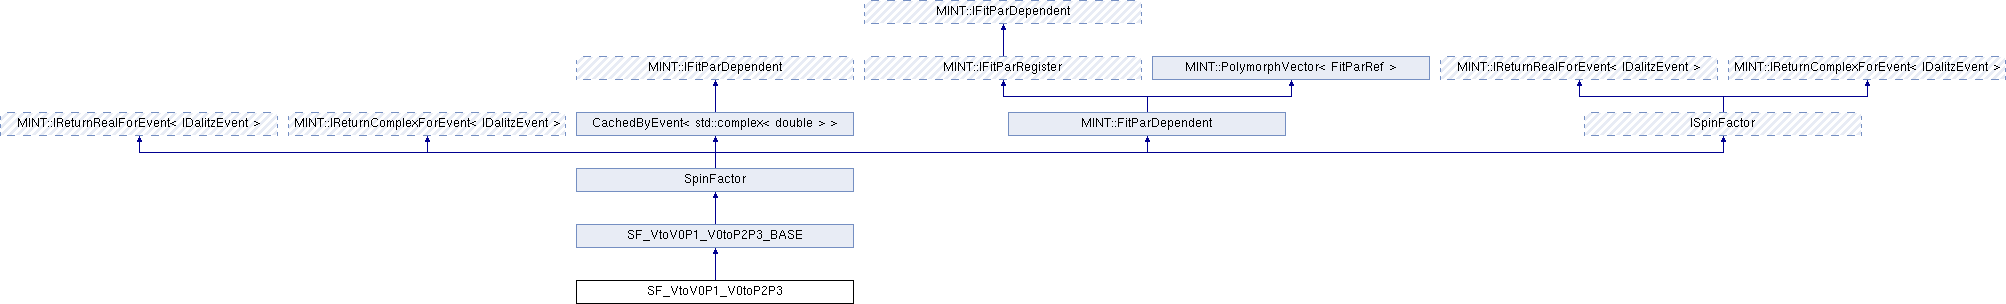 MINT::IFitParDependent
MINT::IFitParDependent
MINT::IFitParRegister
MINT::PolymorphVector< FitParRef >
MINT::IReturnRealForEvent< IDalitzEvent >
MINT::IReturnComplexForEvent< IDalitzEvent >
MINT::IReturnRealForEvent< IDalitzEvent >
MINT::IReturnComplexForEvent< IDalitzEvent >
CachedByEvent< std::complex< double > >
MINT::FitParDependent
ISpinFactor
SpinFactor
SF_VtoV0P1_V0toP2P3_BASE
SF_VtoV0P1_V0toP2P3